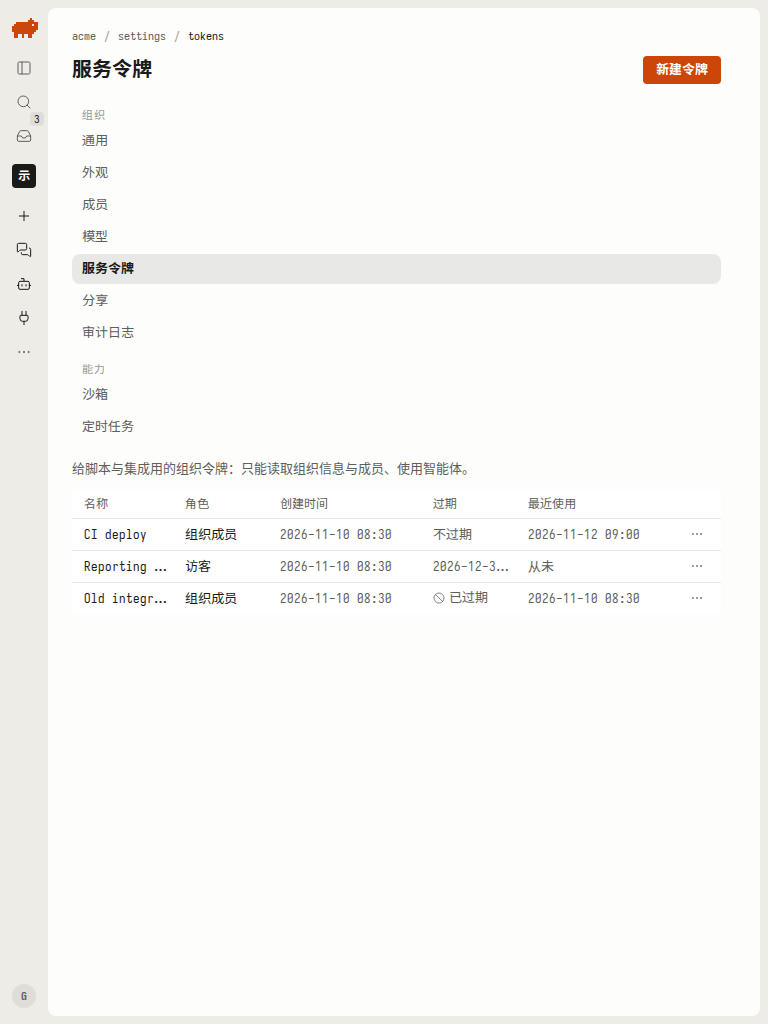 acme / settings / tokens
服务令牌
新建令牌
3
示
组织
通用
外观
成员
模型
服务令牌
分享
审计日志
能力
沙箱
定时任务
给脚本与集成用的组织令牌：只能读取组织信息与成员、使用智能体。
名称 角色 创建时间 过期 最近使用
CI deploy 组织成员 2026-11-10 08:30 不过期 2026-11-12 09:00 ···
Reporting ... 访客 2026-11-10 08:30 2026-12-3... 从未 ···
Old integr... 组织成员 2026-11-10 08:30 已过期 2026-11-10 08:30 ···
G